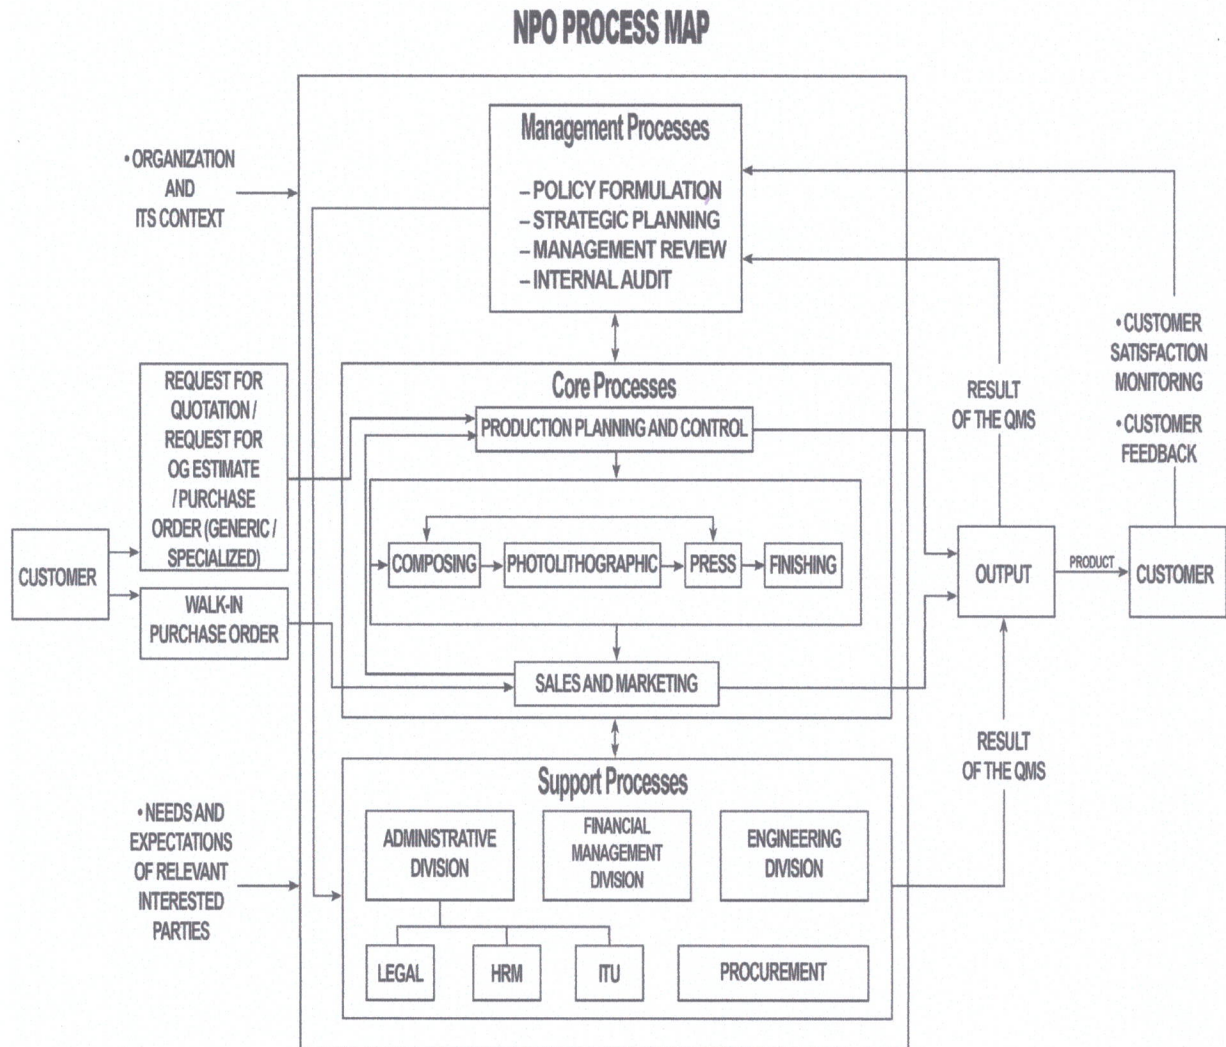 NPO PROCESS MAP
Management Processes
– POLICY FORMULATION
– STRATEGIC PLANNING
– MANAGEMENT REVIEW
– INTERNAL AUDIT
• ORGANIZATION
AND
ITS CONTEXT
REQUEST FOR
QUOTATION /
REQUEST FOR
OG ESTIMATE
/ PURCHASE
ORDER (GENERIC /
SPECIALIZED)
CUSTOMER
WALK-IN
PURCHASE ORDER
• NEEDS AND
EXPECTATIONS
OF RELEVANT
INTERESTED
PARTIES
Core Processes
PRODUCTION PLANNING AND CONTROL
COMPOSING
PHOTOLITHOGRAPHIC
PRESS
FINISHING
SALES AND MARKETING
Support Processes
ADMINISTRATIVE
DIVISION
FINANCIAL
MANAGEMENT
DIVISION
ENGINEERING
DIVISION
LEGAL
HRM
ITU
PROCUREMENT
RESULT
OF THE QMS
• CUSTOMER
SATISFACTION
MONITORING
• CUSTOMER
FEEDBACK
OUTPUT
PRODUCT
CUSTOMER
RESULT
OF THE QMS